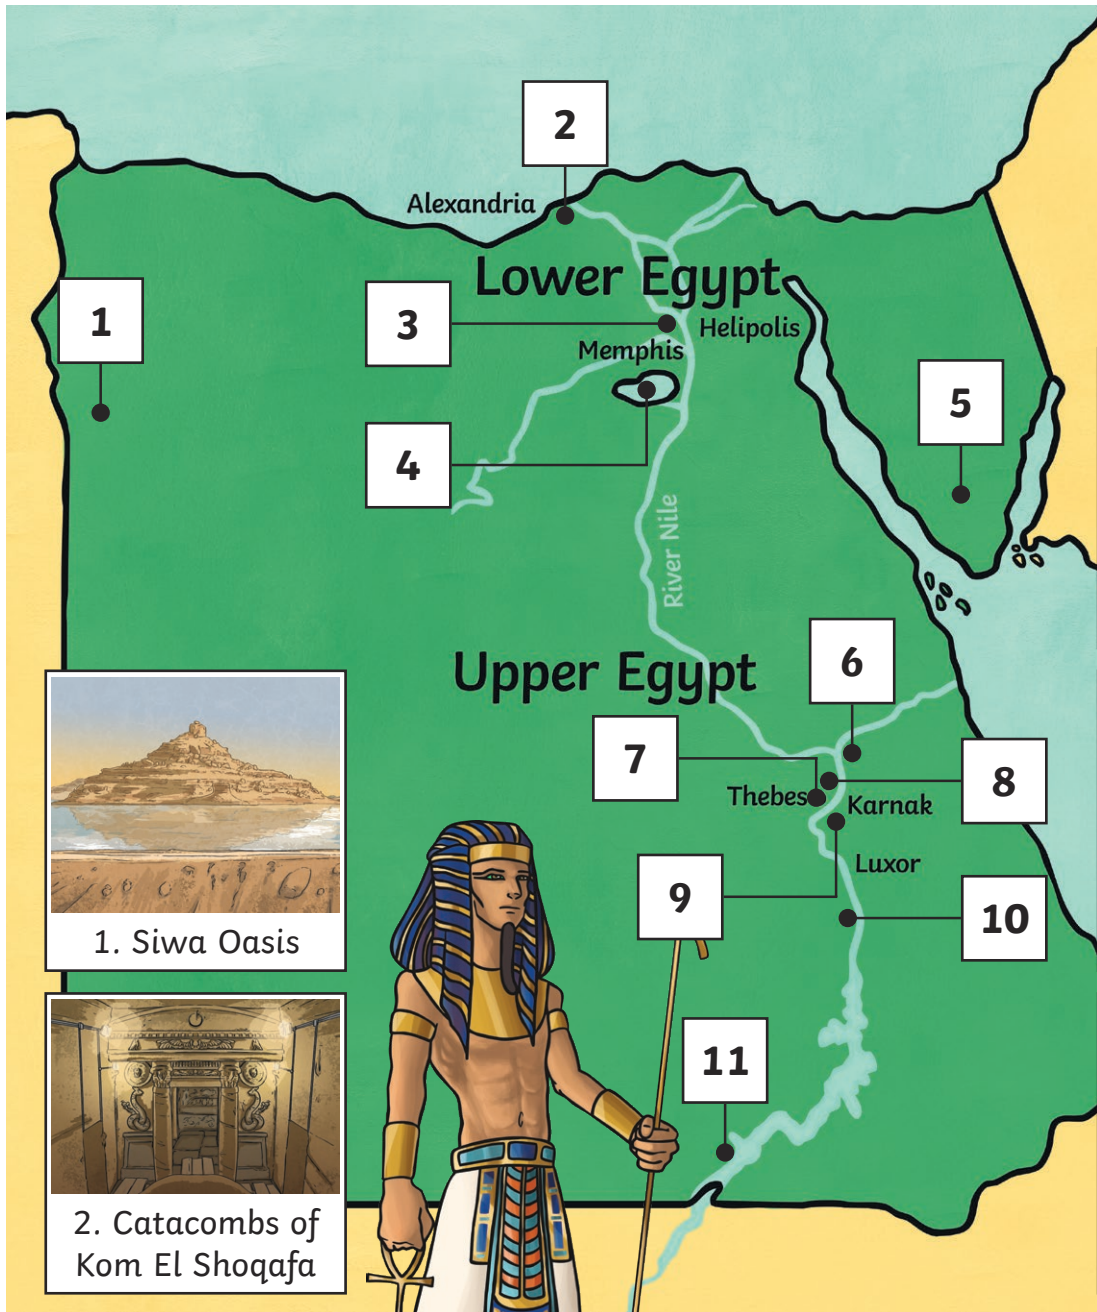 2
Alexandria
Lower Egypt
1
3
Helipolis
Memphis
5
4
River Nile
6
Upper Egypt
7
8
Thebes
Karnak
9
Luxor
10
1. Siwa Oasis
11
2. Catacombs of
Kom El Shoqafa